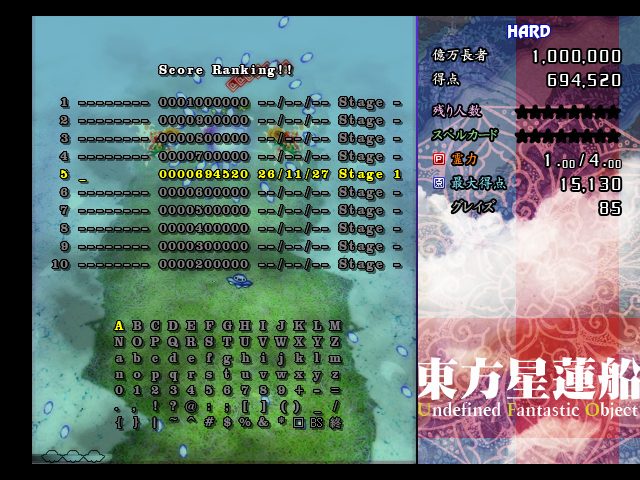 Score Ranking!!
1 -------- 0001000000 --/--/-- Stage -
2 -------- 0000900000 --/--/-- Stage -
3 -------- 0000800000 --/--/-- Stage -
4 -------- 0000700000 --/--/-- Stage -
5 _ 0000694520 26/11/27 Stage 1
6 -------- 0000600000 --/--/-- Stage -
7 -------- 0000500000 --/--/-- Stage -
8 -------- 0000400000 --/--/-- Stage -
9 -------- 0000300000 --/--/-- Stage -
10 -------- 0000200000 --/--/-- Stage -
A B C D E F G H I J K L M
N O P Q R S T U V W X Y Z
a b c d e f g h i j k l m
n o p q r s t u v w x y z
0 1 2 3 4 5 6 7 8 9 + - =
. , ! ? @ : ; [ ] ( ) _ /
{ } | ~ ^ # $ % & * □ BS 終
HARD
億万長者 1,000,000
得点 694,520
残り人数 ★★★★★★★★
スペルカード ★★★★★★★★
P 霊力 1.00/4.00
点 最大得点 15,130
グレイズ 85
東方星蓮船
Undefined Fantastic Object